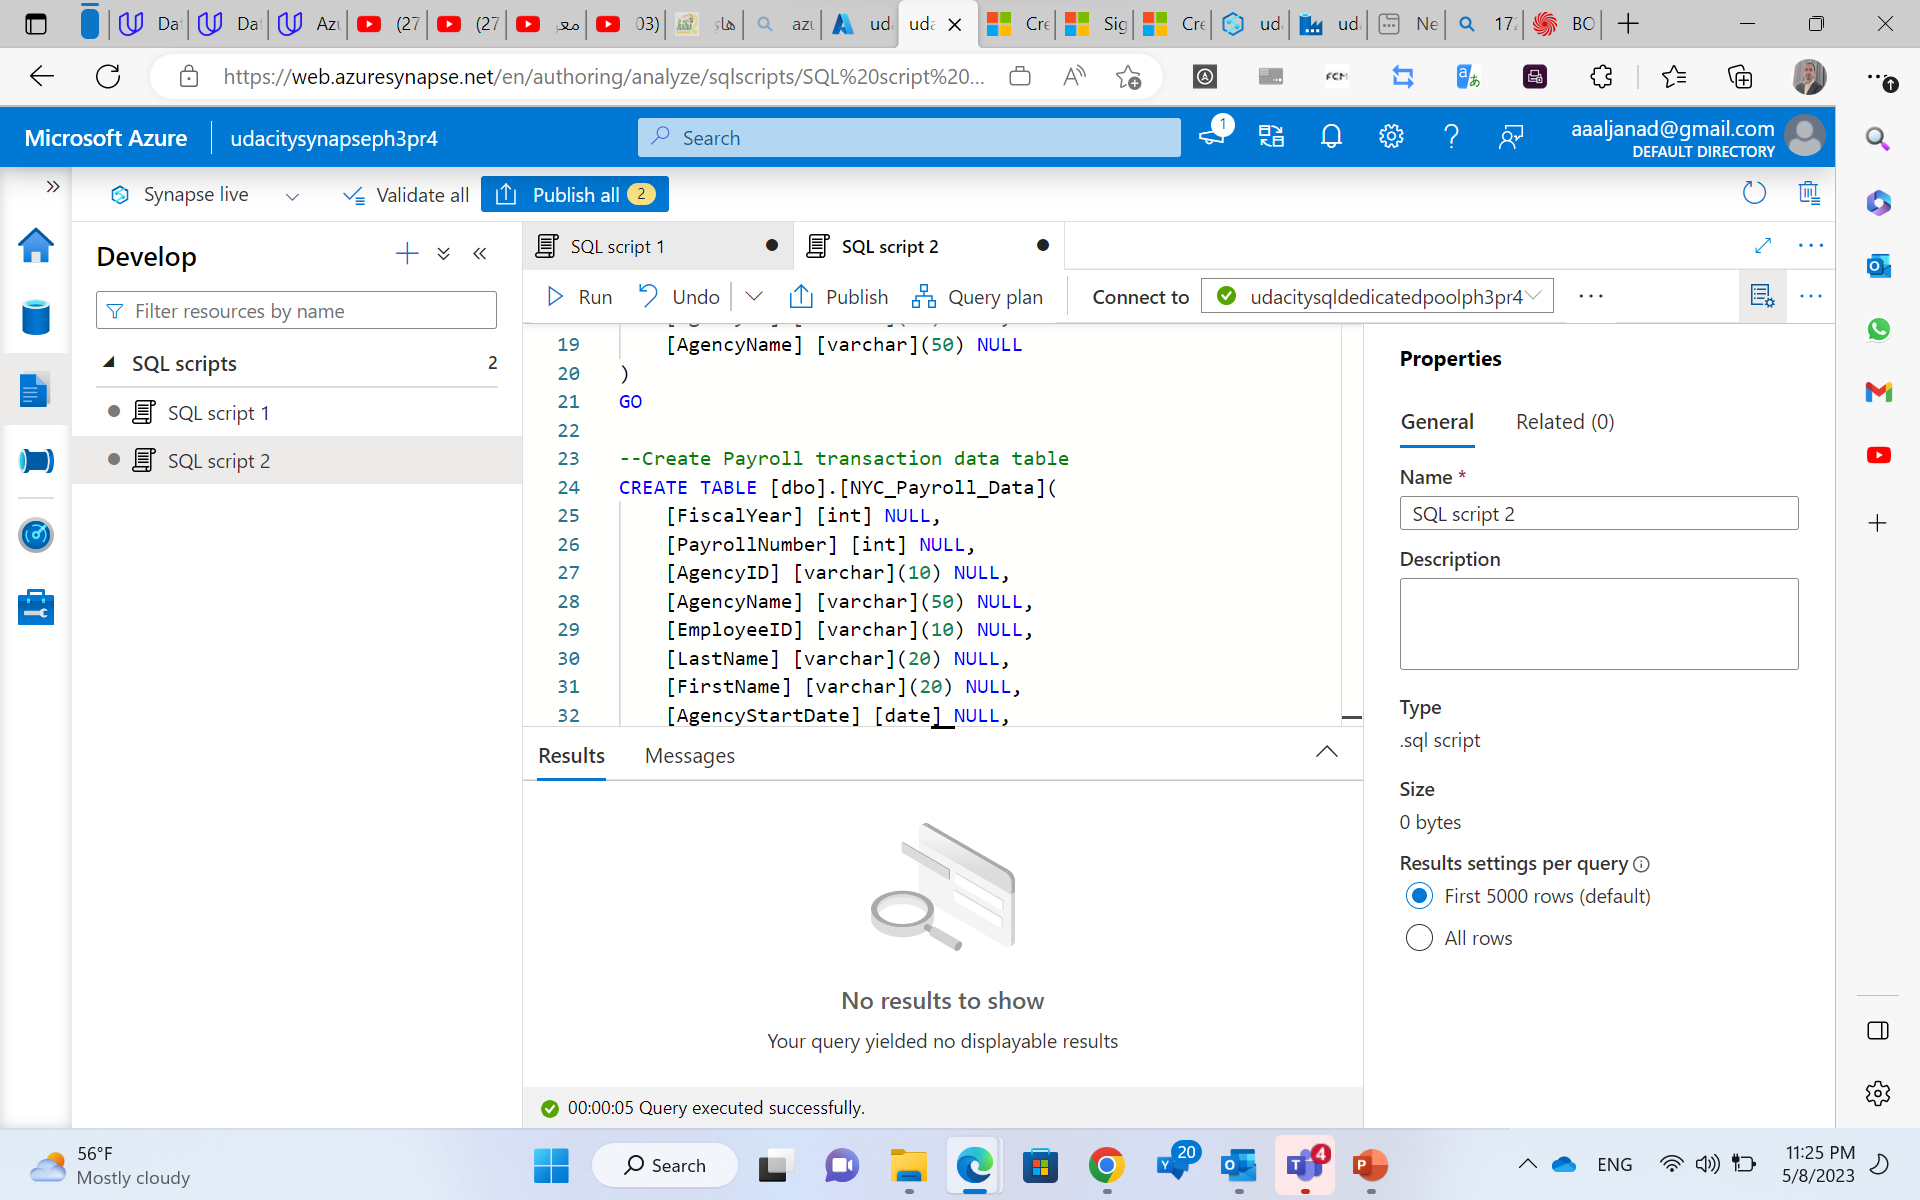 Da
Da
Azu
(27
(27
معر
03)
هاي
azu
uda
uda
Cre
Sig
Cre
uda
uda
Ne
17:
BO
https://web.azuresynapse.net/en/authoring/analyze/sqlscripts/SQL%20script%20...
Microsoft Azure
udacitysynapseph3pr4
Search
1
aaaljanad@gmail.com
DEFAULT DIRECTORY
Synapse live
Validate all
Publish all 2
Develop
Filter resources by name
SQL scripts 2
SQL script 1
SQL script 2
SQL script 1
SQL script 2
Run
Undo
Publish
Query plan
Connect to
udacitysqldedicatedpoolph3pr4
19 [AgencyName] [varchar](50) NULL
20 )
21 GO
22
23 --Create Payroll transaction data table
24 CREATE TABLE [dbo].[NYC_Payroll_Data](
25 [FiscalYear] [int] NULL,
26 [PayrollNumber] [int] NULL,
27 [AgencyID] [varchar](10) NULL,
28 [AgencyName] [varchar](50) NULL,
29 [EmployeeID] [varchar](10) NULL,
30 [LastName] [varchar](20) NULL,
31 [FirstName] [varchar](20) NULL,
32 [AgencyStartDate] [date] NULL,
Results
Messages
No results to show
Your query yielded no displayable results
00:00:05 Query executed successfully.
Properties
General
Related (0)
Name *
SQL script 2
Description
Type
.sql script
Size
0 bytes
Results settings per query
First 5000 rows (default)
All rows
56°F
Mostly cloudy
Search
20
4
ENG
11:25 PM
5/8/2023